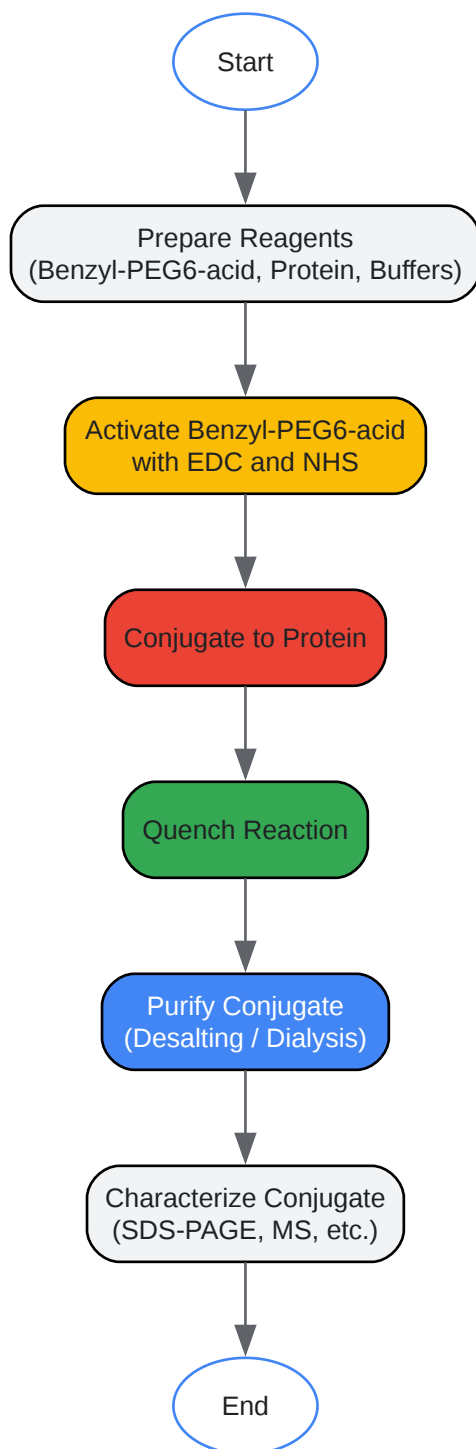 Start
Prepare Reagents
(Benzyl-PEG6-acid, Protein, Buffers)
Activate Benzyl-PEG6-acid
with EDC and NHS
Conjugate to Protein
Quench Reaction
Purify Conjugate
(Desalting / Dialysis)
Characterize Conjugate
(SDS-PAGE, MS, etc.)
End